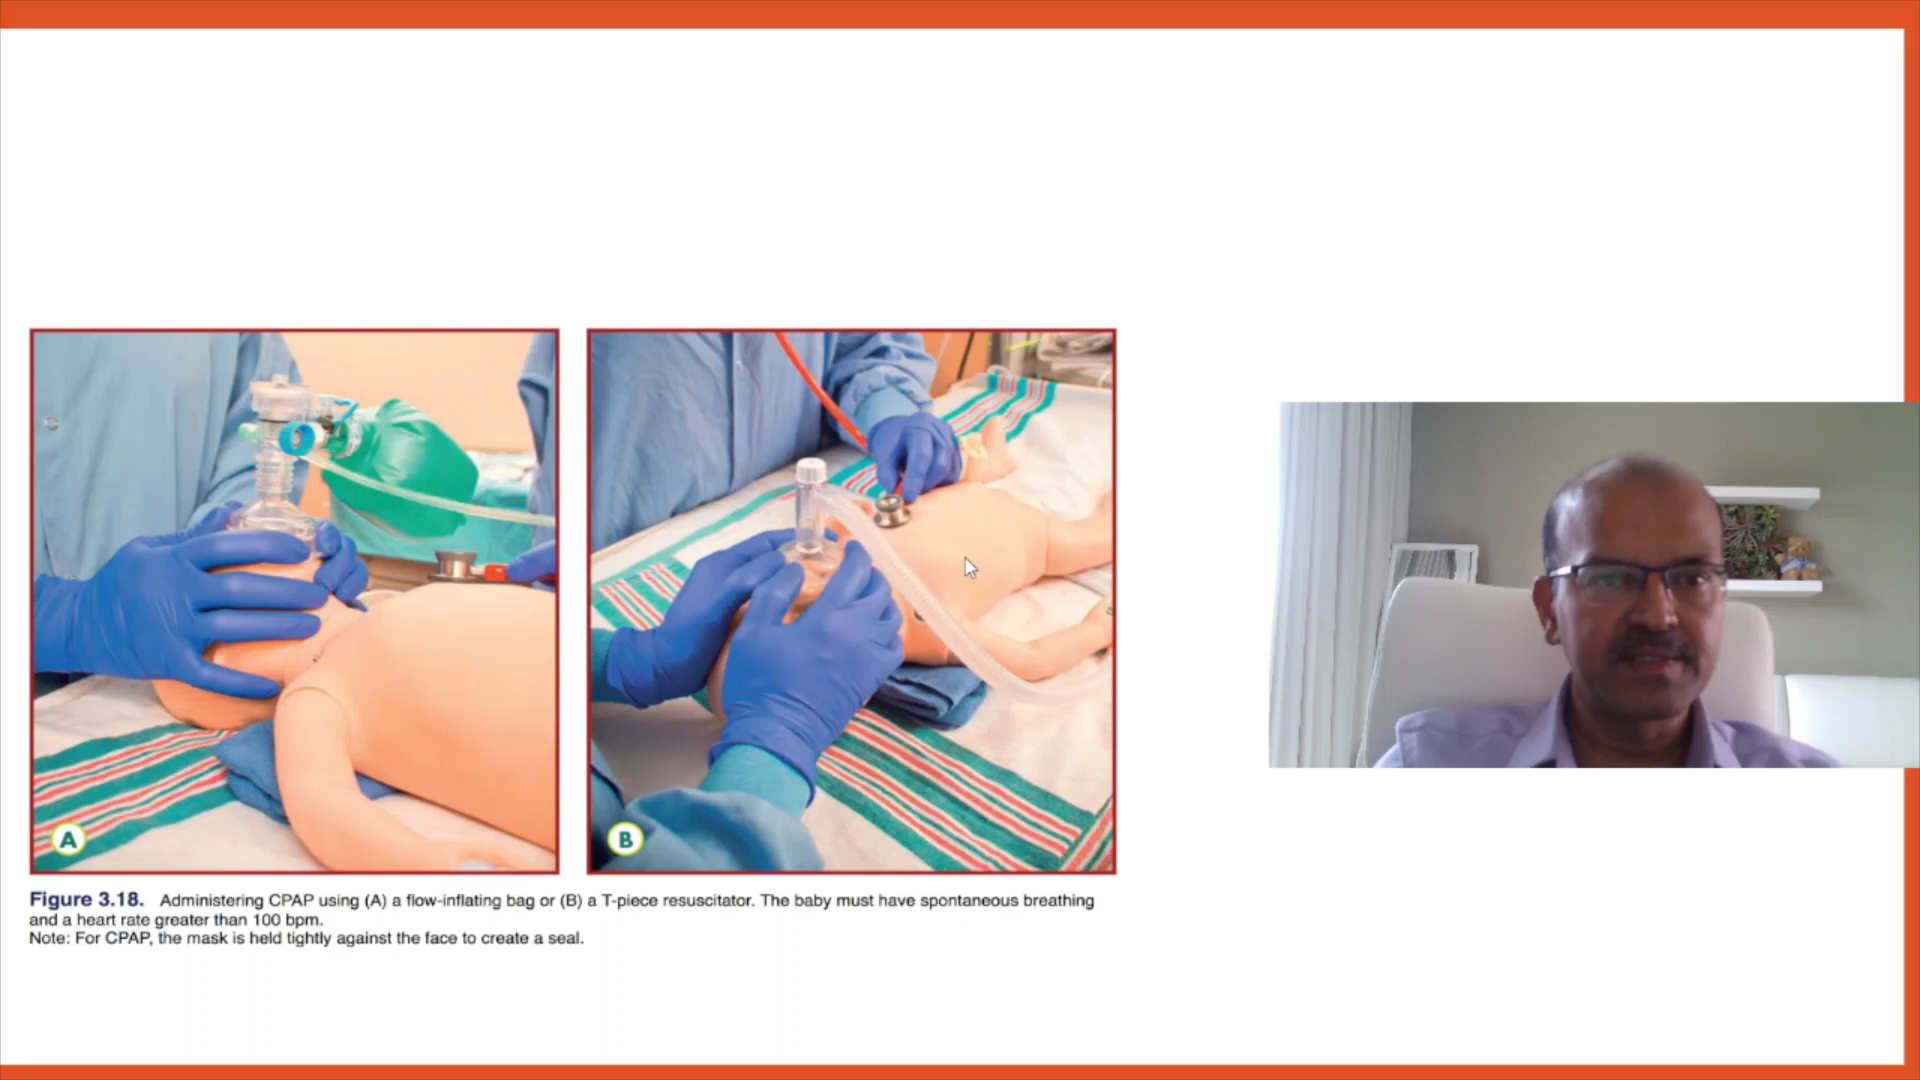 A
B
Figure 3.18. Administering CPAP using (A) a flow-inflating bag or (B) a T-piece resuscitator. The baby must have spontaneous breathing
and a heart rate greater than 100 bpm.
Note: For CPAP, the mask is held tightly against the face to create a seal.